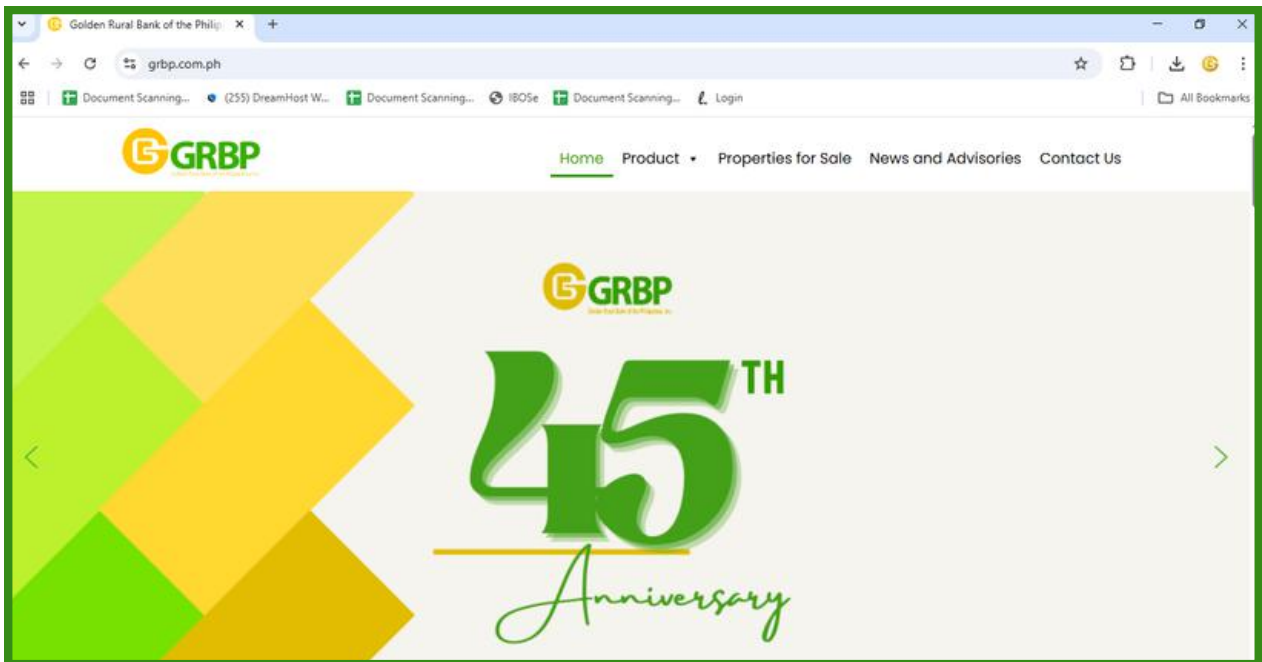 Golden Rural Bank of the Philip
grbp.com.ph
Document Scanning... (255) DreamHost W... Document Scanning... IBOSe Document Scanning... Login All Bookmarks
GRBP
Home Product Properties for Sale News and Advisories Contact Us
GRBP
45TH
Anniversary